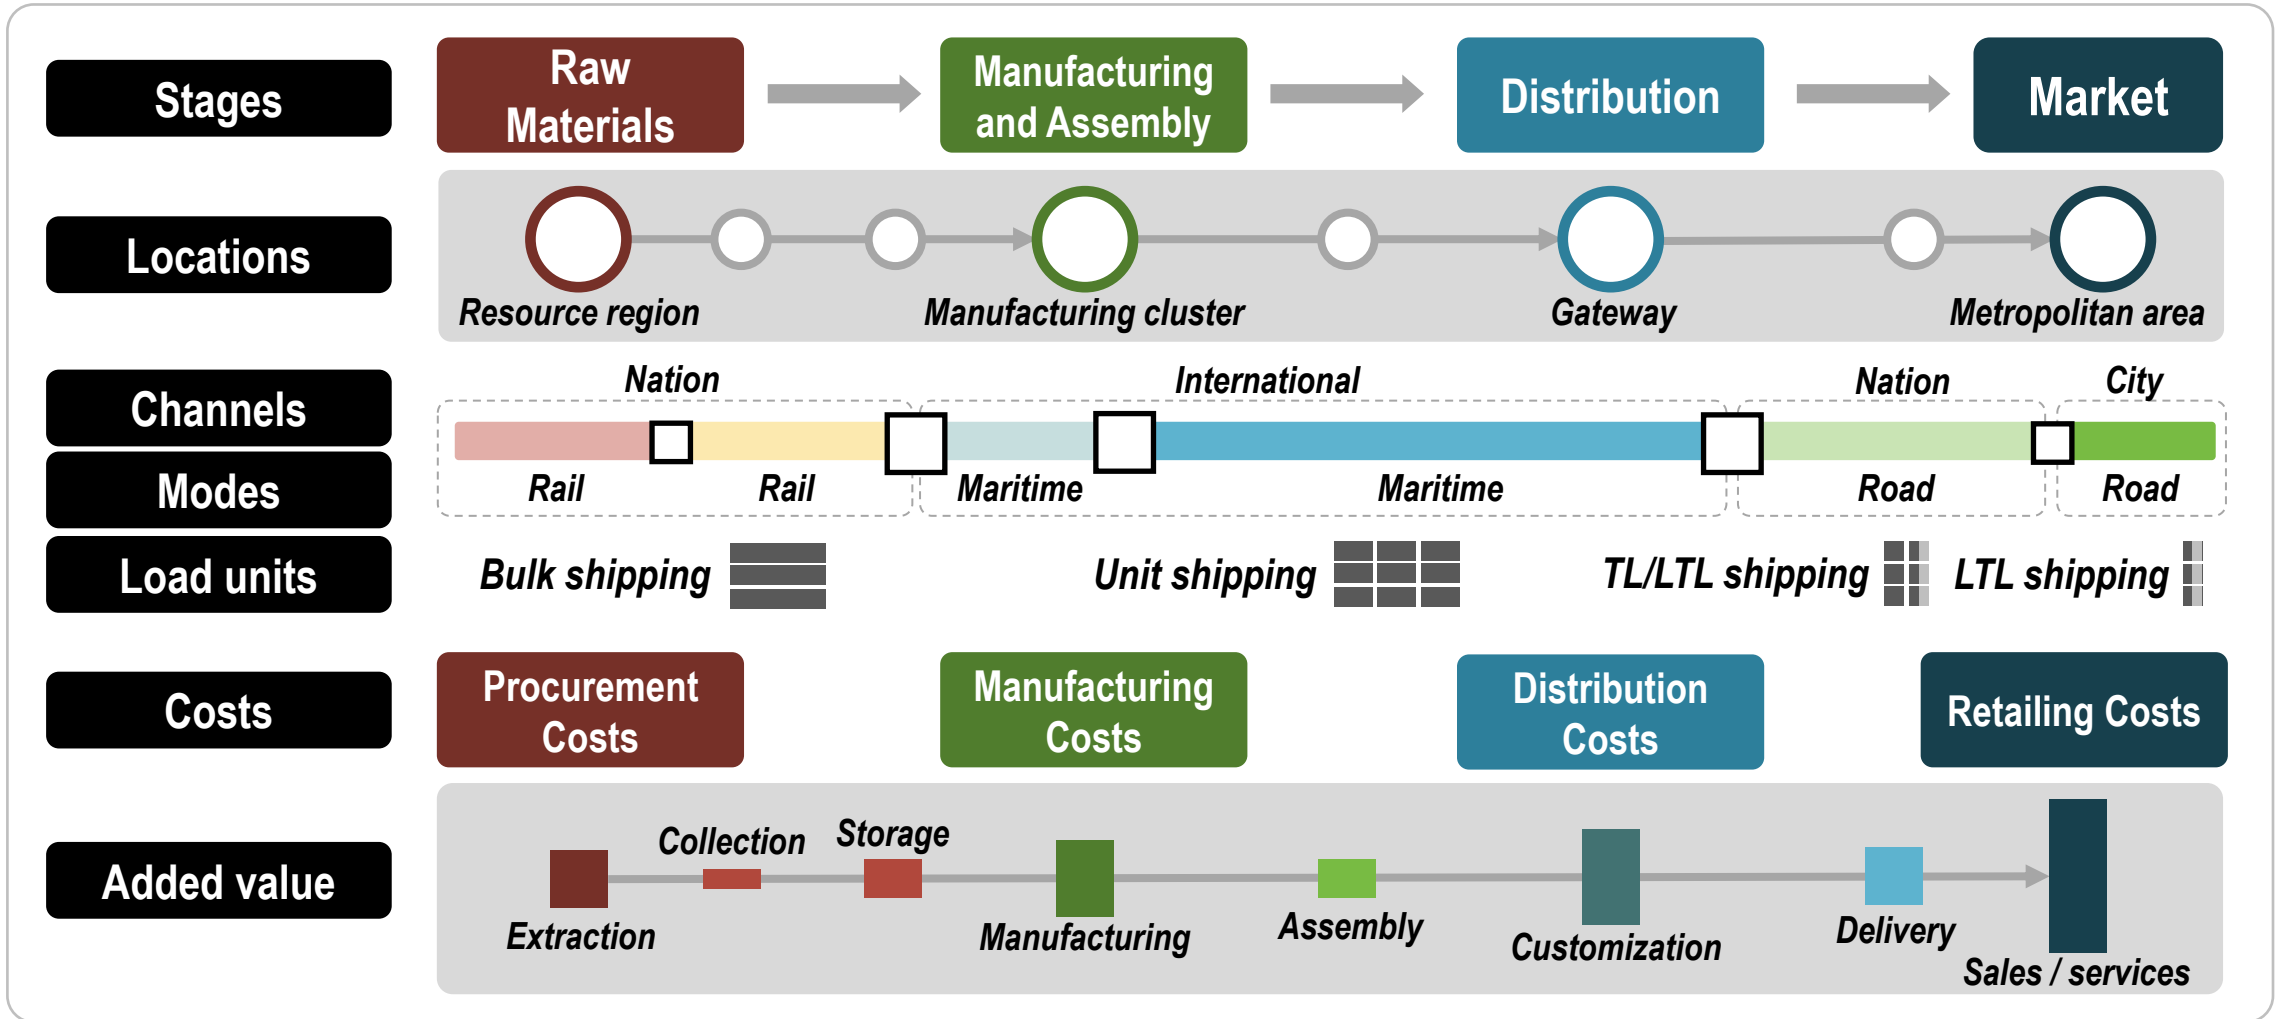 Stages
Raw
Materials
Manufacturing
and Assembly
Distribution
Market
Locations
Resource region
Manufacturing cluster
Gateway
Metropolitan area
Channels
Nation
International
Nation
City
Modes
Rail
Rail
Maritime
Maritime
Road
Road
Load units
Bulk shipping
Unit shipping
TL/LTL shipping
LTL shipping
Costs
Procurement
Costs
Manufacturing
Costs
Distribution
Costs
Retailing Costs
Added value
Extraction
Collection
Storage
Manufacturing
Assembly
Customization
Delivery
Sales / services